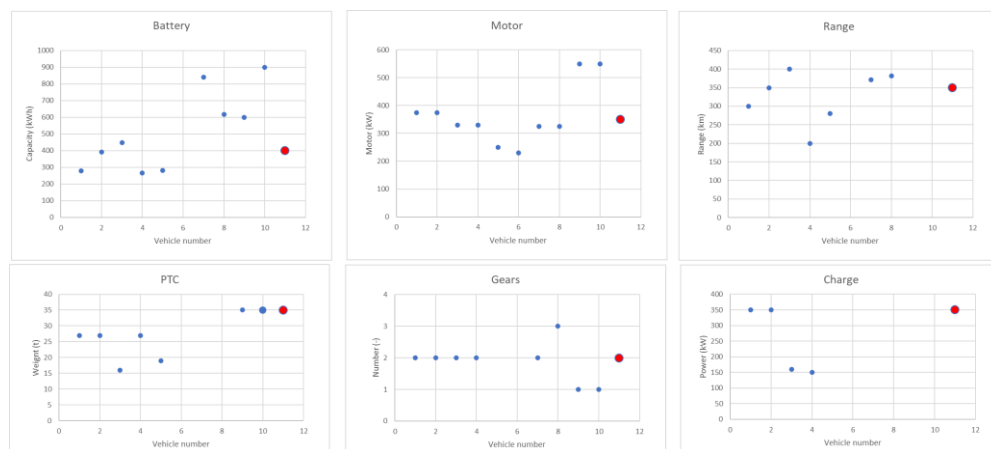 Battery
Capacity (kWh)
1000
900
800
700
600
500
400
300
200
100
0
0 2 4 6 8 10 12
Vehicle number
Motor
Motor (kW)
600
500
400
300
200
100
0
0 2 4 6 8 10 12
Vehicle number
Range
Range (km)
450
400
350
300
250
200
150
100
50
0
0 2 4 6 8 10 12
Vehicle number
PTC
Weight (t)
40
35
30
25
20
15
10
5
0
0 2 4 6 8 10 12
Vehicle number
Gears
Number (-)
4
3
2
1
0
0 2 4 6 8 10 12
Vehicle number
Charge
Power (kW)
400
350
300
250
200
150
100
50
0
0 2 4 6 8 10 12
Vehicle number